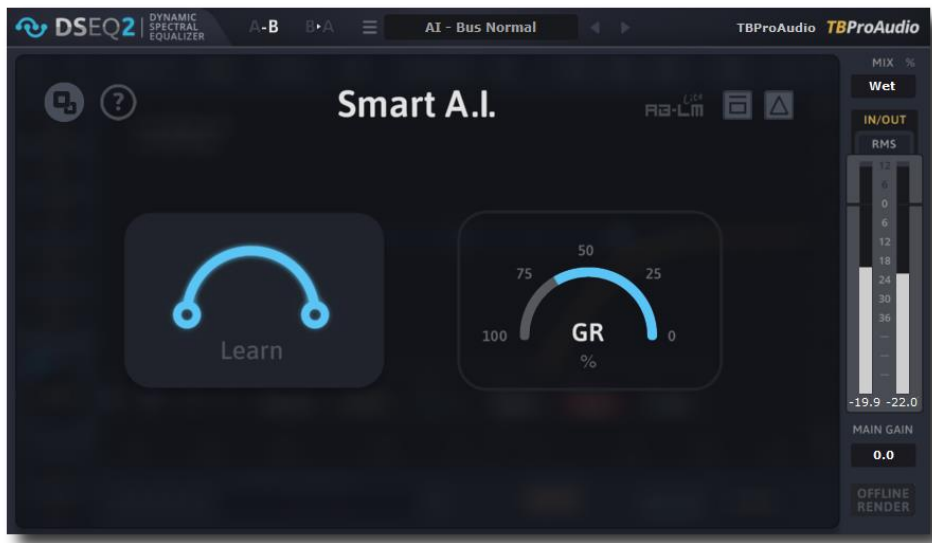 DSEQ2 DYNAMIC SPECTRAL EQUALIZER A-B B▸A AI - Bus Normal TBProAudio TBProAudio
MIX %
Wet
? Smart A.I. AB-LM Lite
IN/OUT
RMS
12
6
0
6
12
18
24
30
36
50
75 25
100 GR 0
%
Learn
-19.9 -22.0
MAIN GAIN
0.0
OFFLINE
RENDER